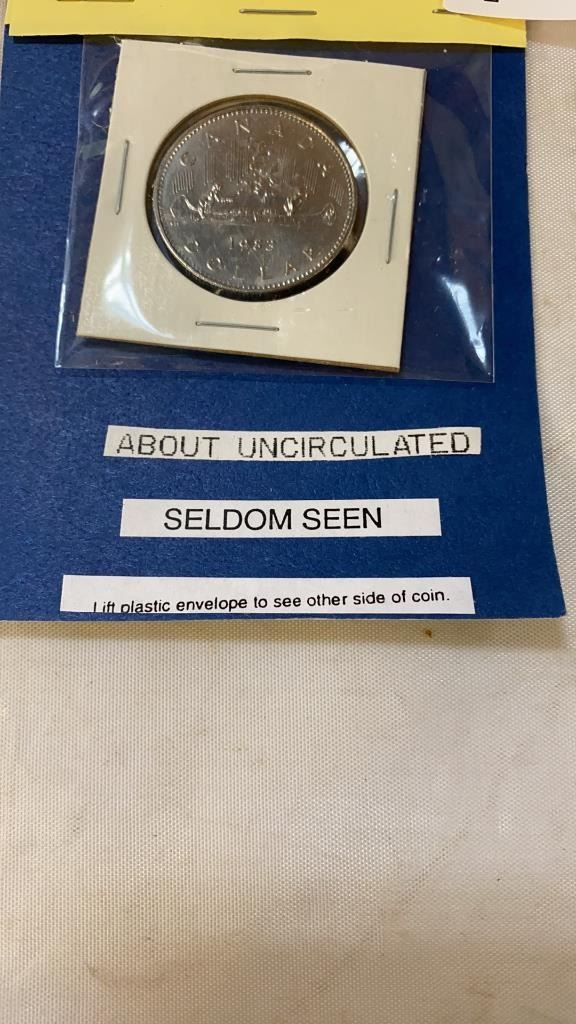 CANADA
1983
DOLLAR
ABOUT UNCIRCULATED
SELDOM SEEN
Lift plastic envelope to see other side of coin.